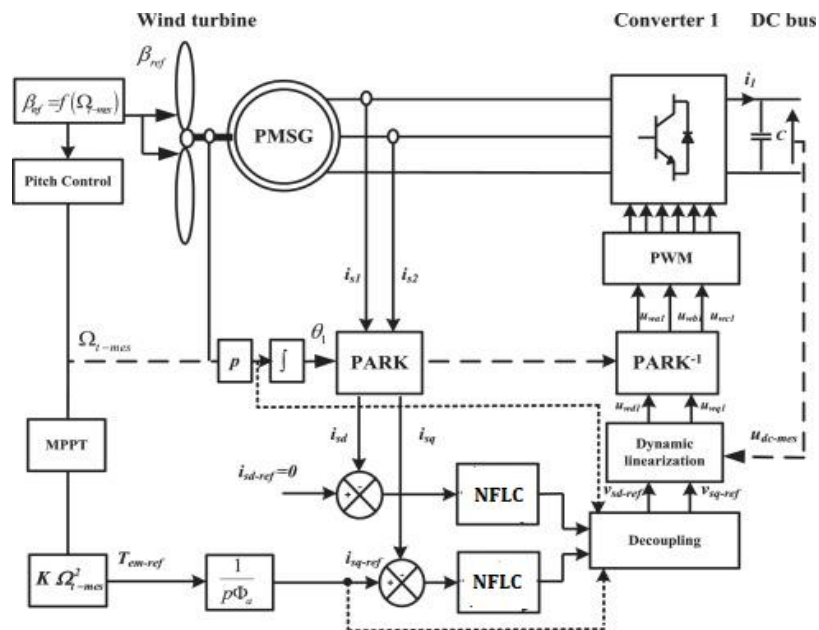 Wind turbine
Converter 1
DC bus
β_ref
i_1
β_ref = f(Ω_t-mes)
PMSG
C
Pitch Control
PWM
i_s1
i_s2
u_wa1
u_wb1
u_wc1
Ω_t-mes
p
∫
θ_1
PARK
PARK⁻¹
u_wd1
u_wq1
i_sd
i_sq
u_dc-mes
MPPT
Dynamic
linearization
i_sd-ref=0
+
-
NFLC
v_sd-ref
v_sq-ref
Decoupling
K Ω²_t-mes
T_em-ref
1
pΦ_a
i_sq-ref
+
-
NFLC